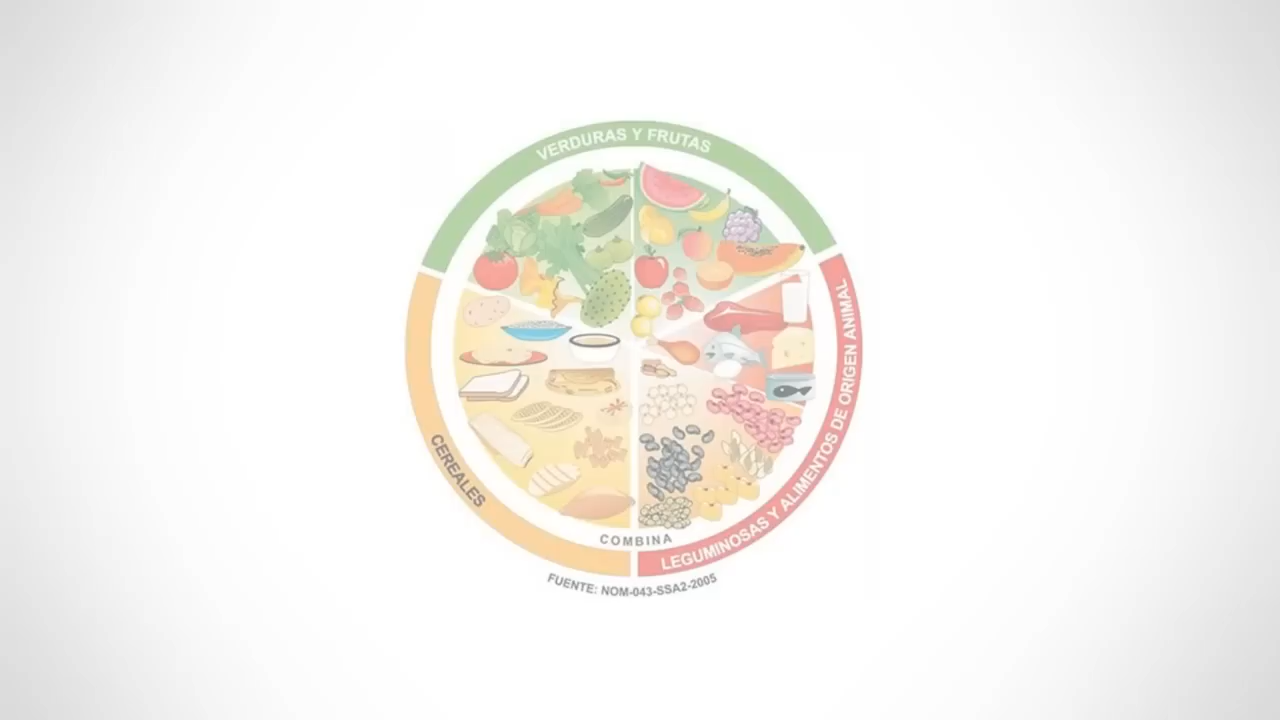 VERDURAS Y FRUTAS
LEGUMINOSAS Y ALIMENTOS DE ORIGEN ANIMAL
CEREALES
COMBINA
FUENTE: NOM-043-SSA2-2005